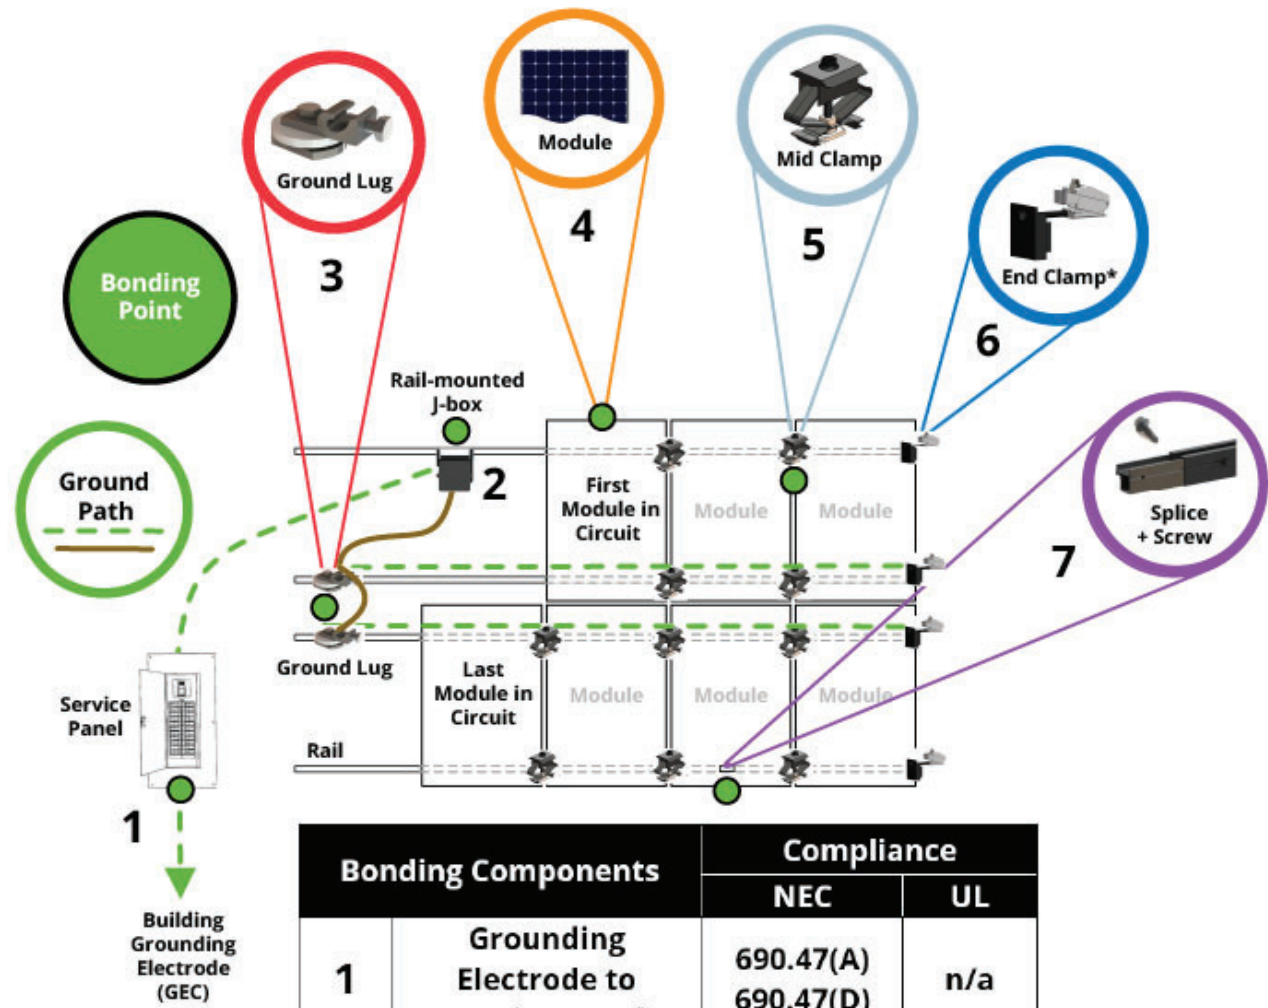 Ground Lug
Module
Mid Clamp
End Clamp*
3
4
5
6
Bonding
Point
Rail-mounted
J-box
2
Ground
Path
First
Module in
Circuit
Module
Module
Splice
+ Screw
7
Ground Lug
Last
Module in
Circuit
Module
Module
Module
Service
Panel
Rail
1
Building
Grounding
Electrode
(GEC)
Bonding Components
Compliance
NEC
UL
1
Grounding
Electrode to
690.47(A)
690.47(D)
n/a